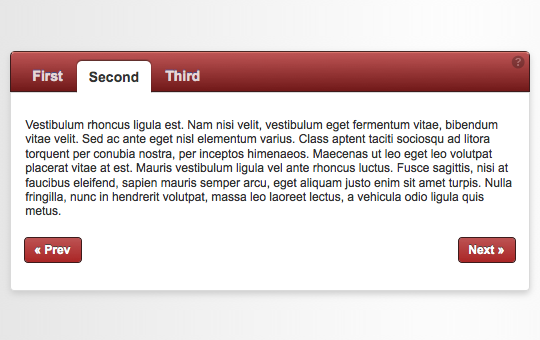 ?
First Second Third
Vestibulum rhoncus ligula est. Nam nisi velit, vestibulum eget fermentum vitae, bibendum
vitae velit. Sed ac ante eget nisl elementum varius. Class aptent taciti sociosqu ad litora
torquent per conubia nostra, per inceptos himenaeos. Maecenas ut leo eget leo volutpat
placerat vitae at est. Mauris vestibulum ligula vel ante rhoncus luctus. Fusce sagittis, nisi at
faucibus eleifend, sapien mauris semper arcu, eget aliquam justo enim sit amet turpis. Nulla
fringilla, nunc in hendrerit volutpat, massa leo laoreet lectus, a vehicula odio ligula quis
metus.
« Prev Next »